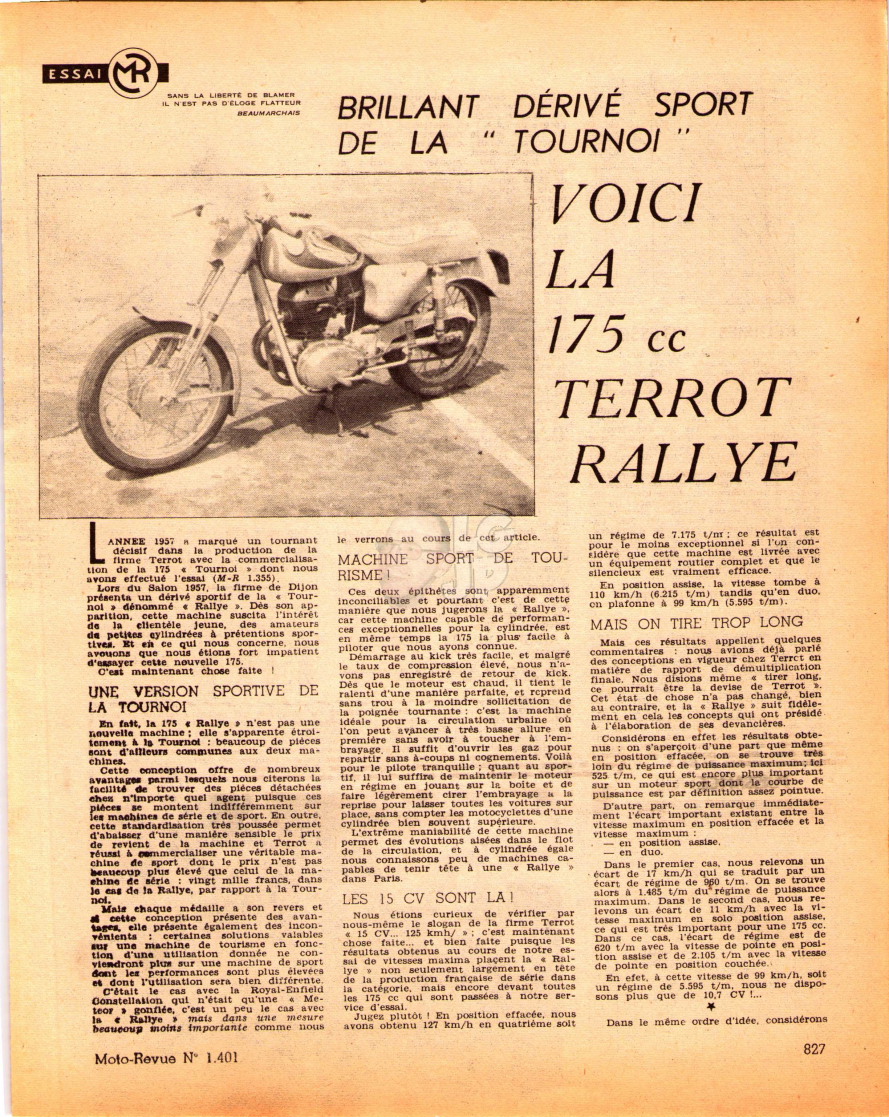 ESSAI MR
SANS LA LIBERTÉ DE BLAMER
IL N'EST PAS D'ÉLOGE FLATTEUR
BEAUMARCHAIS
BRILLANT DÉRIVÉ SPORT
DE LA " TOURNOI "
VOICI
LA
175 cc
TERROT
RALLYE
LANNEE 1957 a marqué un tournant
décisif dans la production de la
firme Terrot avec la commercialisa-
tion de la 175 « Tournoi » dont nous
avons effectué l'essai (M-R 1.355).
Lors du Salon 1957, la firme de Dijon
présenta un dérivé sportif de la « Tour-
noi » dénommé « Rallye ». Dès son ap-
parition, cette machine suscita l'intérêt
de la clientèle jeune, des amateurs
de petites cylindrées à prétentions spor-
tives. Et en ce qui nous concerne, nous
avouons que nous étions fort impatient
d'essayer cette nouvelle 175.
C'est maintenant chose faite !
UNE VERSION SPORTIVE DE
LA TOURNOI
En fait, la 175 « Rallye » n'est pas une
nouvelle machine ; elle s'apparente étroi-
tement à la Tournoi : beaucoup de pièces
sont d'ailleurs communes aux deux ma-
chines.
Cette conception offre de nombreux
avantages parmi lesquels nous citerons la
facilité de trouver des pièces détachées
chez n'importe quel agent puisque ces
pièces se montent indifféremment sur
les machines de série et de sport. En outre,
cette standardisation très poussée permet
d'abaisser d'une manière sensible le prix
de revient de la machine et Terrot a
réussi à commercialiser une véritable ma-
chine de sport dont le prix n'est pas
beaucoup plus élevé que celui de la ma-
chine de série : vingt mille francs, dans
le cas de la Rallye, par rapport à la Tour-
noi.
Mais chaque médaille a son revers et
si cette conception présente des avan-
tages, elle présente également des incon-
vénients : certaines solutions valables
sur une machine de tourisme en fonc-
tion d'une utilisation donnée ne con-
viendront plus sur une machine de sport
dont les performances sont plus élevées
et dont l'utilisation sera bien différente.
C'était le cas avec la Royal-Enfield
Constellation qui n'était qu'une « Me-
teor » gonflée, c'est un peu le cas avec
la « Rallye » mais dans une mesure
beaucoup moins importante comme nous
le verrons au cours de cet article.
MACHINE SPORT DE TOU-
RISME !
Ces deux épithètes sont apparemment
inconciliables et pourtant c'est de cette
manière que nous jugerons la « Rallye »,
car cette machine capable de performan-
ces exceptionnelles pour la cylindrée, est
en même temps la 175 la plus facile à
piloter que nous ayons connue.
Démarrage au kick très facile, et malgré
le taux de compression élevé, nous n'a-
vons pas enregistré de retour de kick.
Dès que le moteur est chaud, il tient le
ralenti d'une manière parfaite, et reprend
sans trou à la moindre sollicitation de
la poignée tournante : c'est la machine
idéale pour la circulation urbaine où
l'on peut avancer à très basse allure en
première sans avoir à toucher à l'em-
brayage. Il suffit d'ouvrir les gaz pour
repartir sans à-coups ni cognements. Voilà
pour le pilote tranquille ; quant au spor-
tif, il lui suffira de maintenir le moteur
en régime en jouant sur la boite et de
faire légèrement cirer l'embrayage à la
reprise pour laisser toutes les voitures sur
place, sans compter les motocyclettes d'une
cylindrée bien souvent supérieure.
L'extrême maniabilité de cette machine
permet des évolutions aisées dans le flot
de la circulation, et à cylindrée égale
nous connaissons peu de machines ca-
pables de tenir tête à une « Rallye »
dans Paris.
LES 15 CV SONT LA !
Nous étions curieux de vérifier par
nous-même le slogan de la firme Terrot
« 15 CV... 125 kmh/ » ; c'est maintenant
chose faite... et bien faite puisque les
résultats obtenus au cours de notre es-
sai de vitesses maxima placent la « Ral-
lye » non seulement largement en tête
de la production française de série dans
la catégorie, mais encore devant toutes
les 175 cc qui sont passées à notre ser-
vice d'essai.
Jugez plutôt ! En position effacée, nous
avons obtenu 127 km/h en quatrième soit
un régime de 7.175 t/m ; ce résultat est
pour le moins exceptionnel si l'on con-
sidère que cette machine est livrée avec
un équipement routier complet et que le
silencieux est vraiment efficace.
En position assise, la vitesse tombe à
110 km/h (6.215 t/m) tandis qu'en duo,
on plafonne à 99 km/h (5.595 t/m).
MAIS ON TIRE TROP LONG
Mais ces résultats appellent quelques
commentaires : nous avions déjà parlé
des conceptions en vigueur chez Terrot en
matière de rapport de démultiplication
finale. Nous disions même « tirer long,
ce pourrait être la devise de Terrot ».
Cet état de chose n'a pas changé, bien
au contraire, et la « Rallye » suit fidèle-
ment en cela les concepts qui ont présidé
à l'élaboration de ses devancières.
Considérons en effet les résultats obte-
nus : on s'aperçoit d'une part que même
en position effacée, on se trouve très
loin du régime de puissance maximum; ici
525 t/m, ce qui est encore plus important
sur un moteur sport dont la courbe de
puissance est par définition assez pointue.
D'autre part, on remarque immédiate-
ment l'écart important existant entre la
vitesse maximum en position effacée et la
vitesse maximum :
— en position assise.
— en duo.
Dans le premier cas, nous relevons un
écart de 17 km/h qui se traduit par un
écart de régime de 960 t/m. On se trouve
alors à 1.485 t/m du régime de puissance
maximum. Dans le second cas, nous re-
levons un écart de 11 km/h avec la vi-
tesse maximum en solo position assise,
ce qui est très important pour une 175 cc.
Dans ce cas, l'écart de régime est de
620 t/m avec la vitesse de pointe en posi-
tion assise et de 2.105 t/m avec la vitesse
de pointe en position couchée.
En efet, à cette vitesse de 99 km/h, soit
un régime de 5.595 t/m, nous ne dispo-
sons plus que de 10,7 CV !...
★
Dans le même ordre d'idée, considérons
Moto-Revue N° 1.401
827